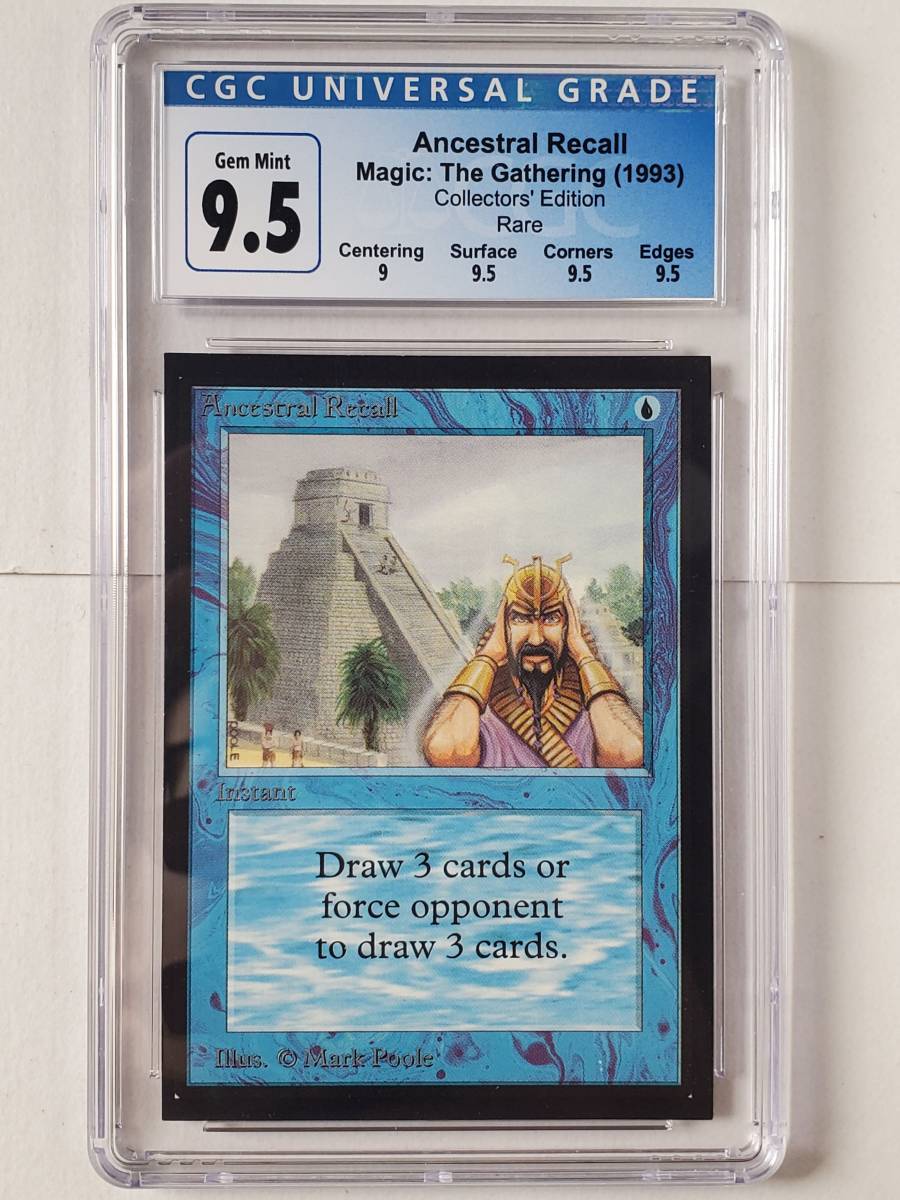 CGC UNIVERSAL GRADE
Gem Mint
9.5
Ancestral Recall
Magic: The Gathering (1993)
Collectors' Edition
Rare
Centering Surface Corners Edges
9 9.5 9.5 9.5
Ancestral Recall
POOLE
Instant
Draw 3 cards or
force opponent
to draw 3 cards.
Illus. © Mark Poole